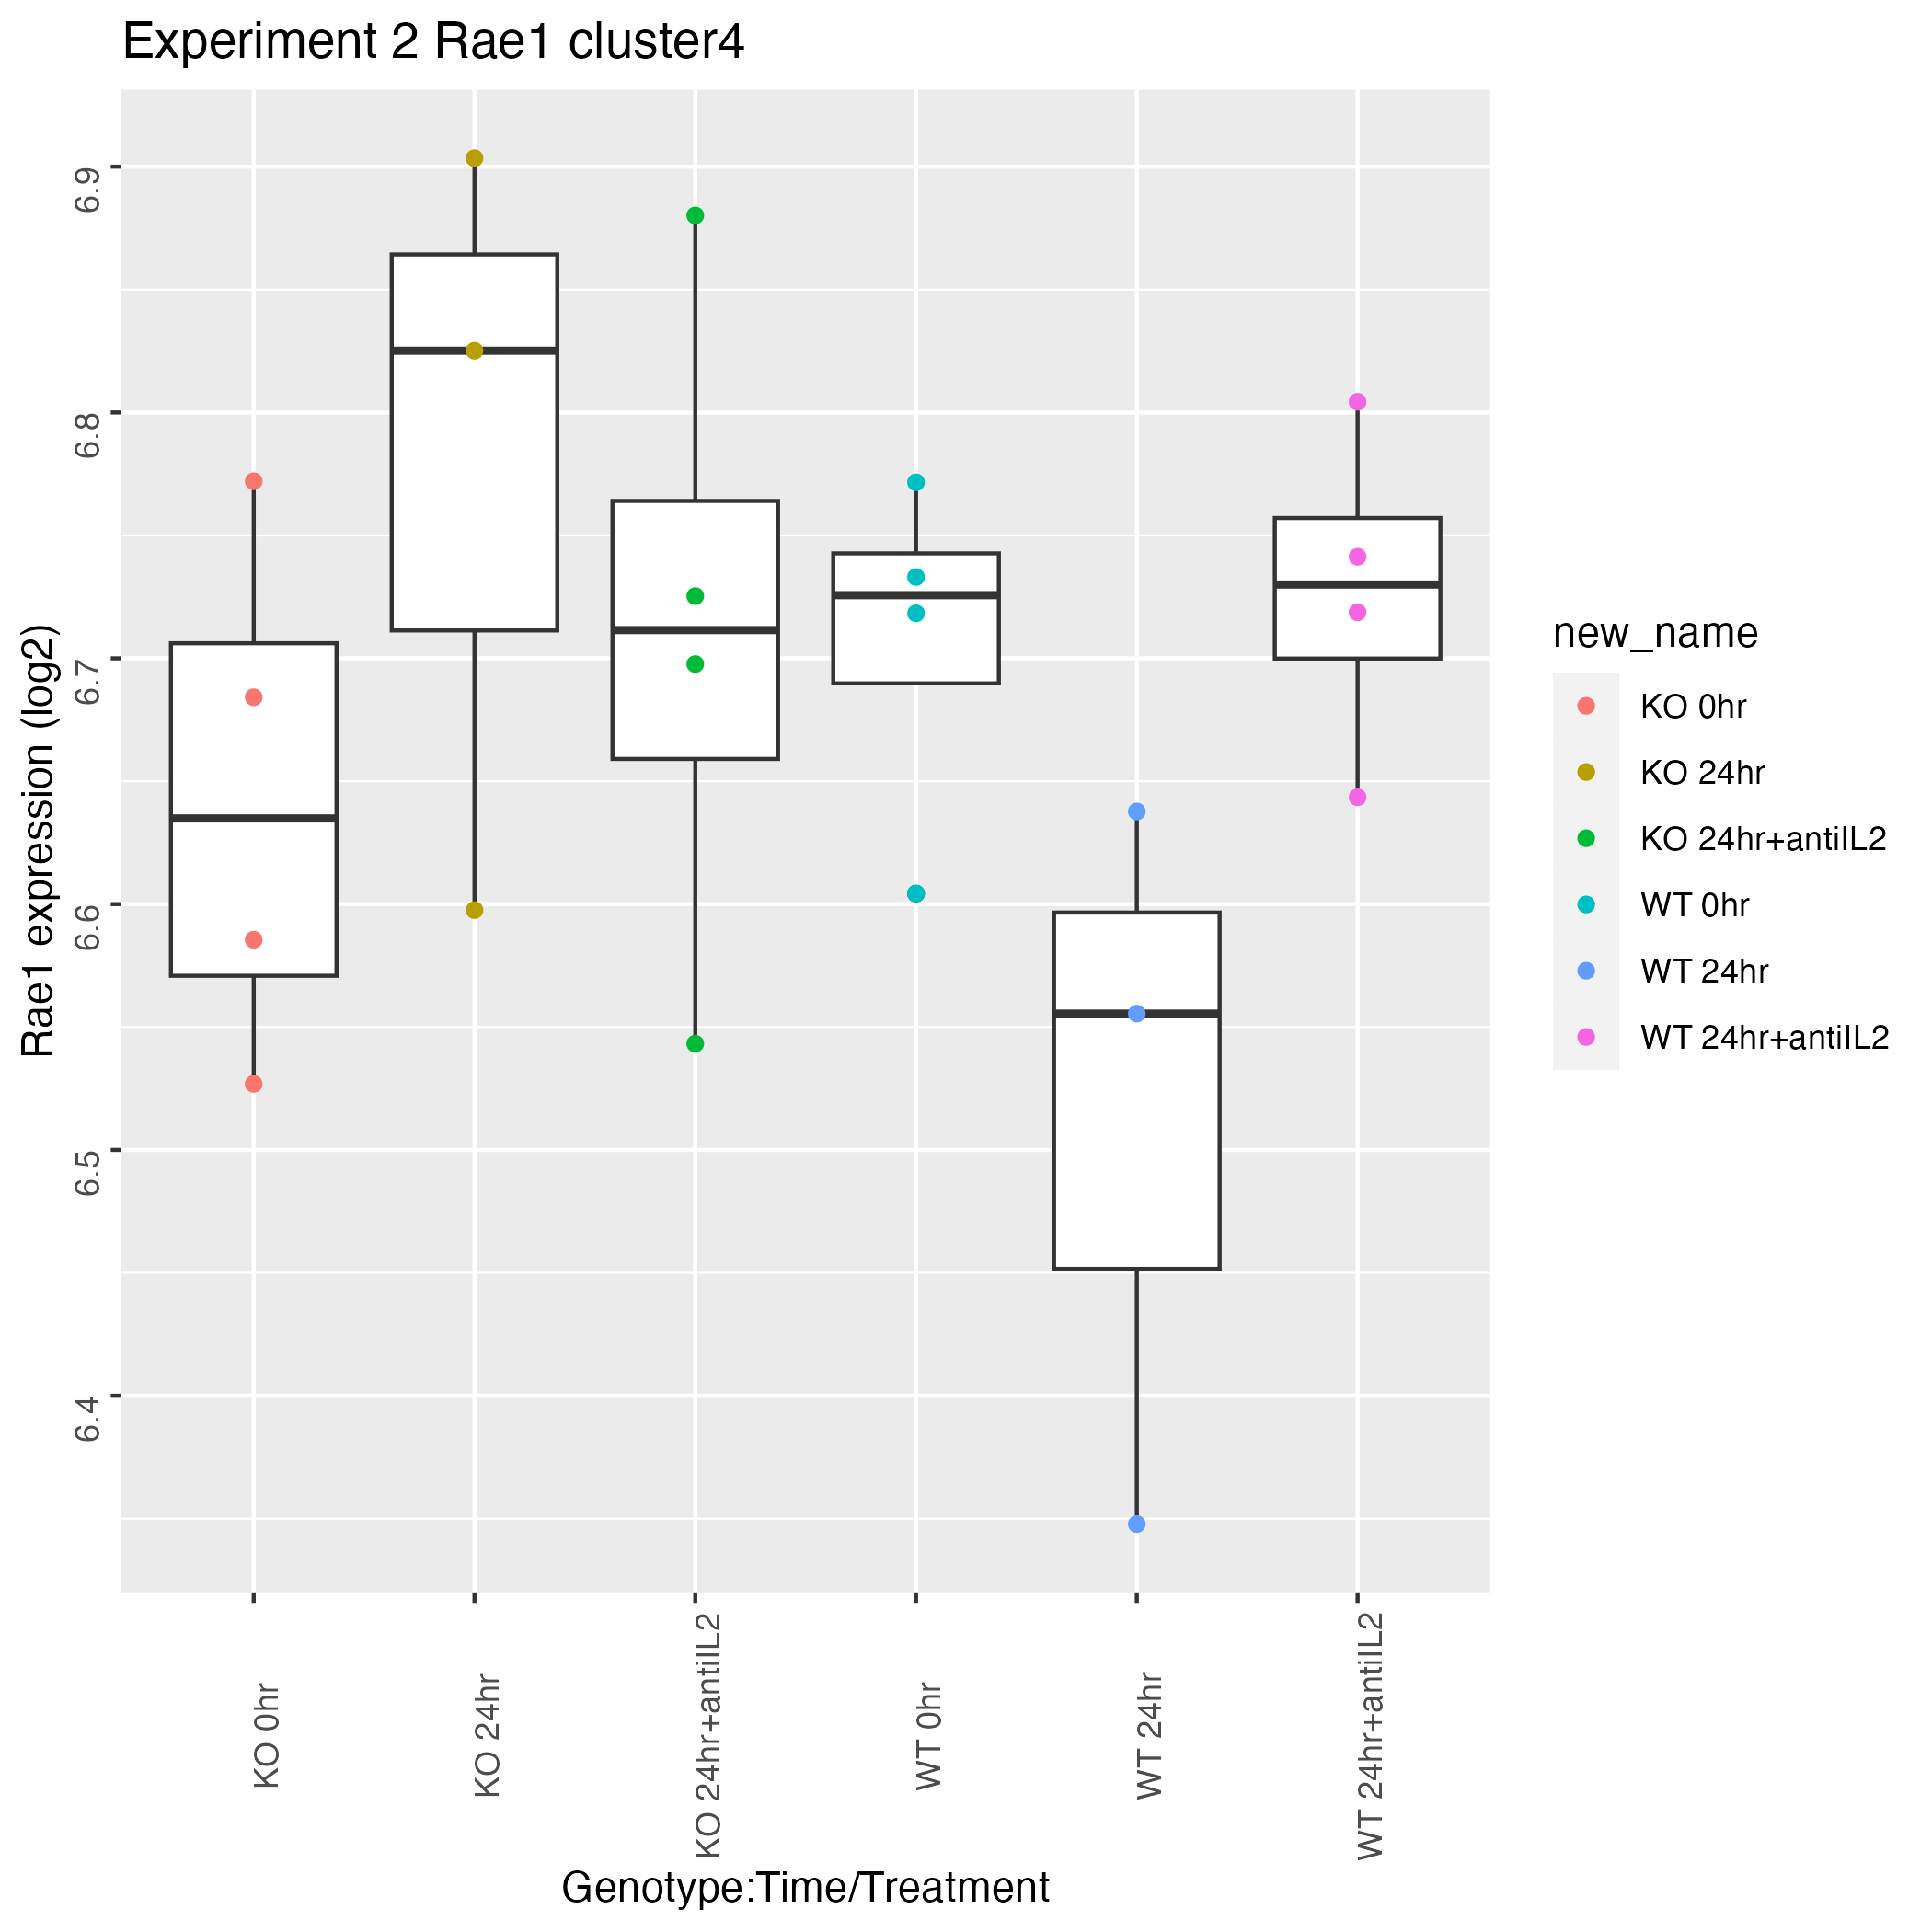 Experiment 2 Rae1 cluster4
Rae1 expression (log2)
6.9
6.8
6.7
6.6
6.5
6.4
KO 0hr
KO 24hr
KO 24hr+antiIL2
WT 0hr
WT 24hr
WT 24hr+antiIL2
Genotype:Time/Treatment
new_name
KO 0hr
KO 24hr
KO 24hr+antiIL2
WT 0hr
WT 24hr
WT 24hr+antiIL2